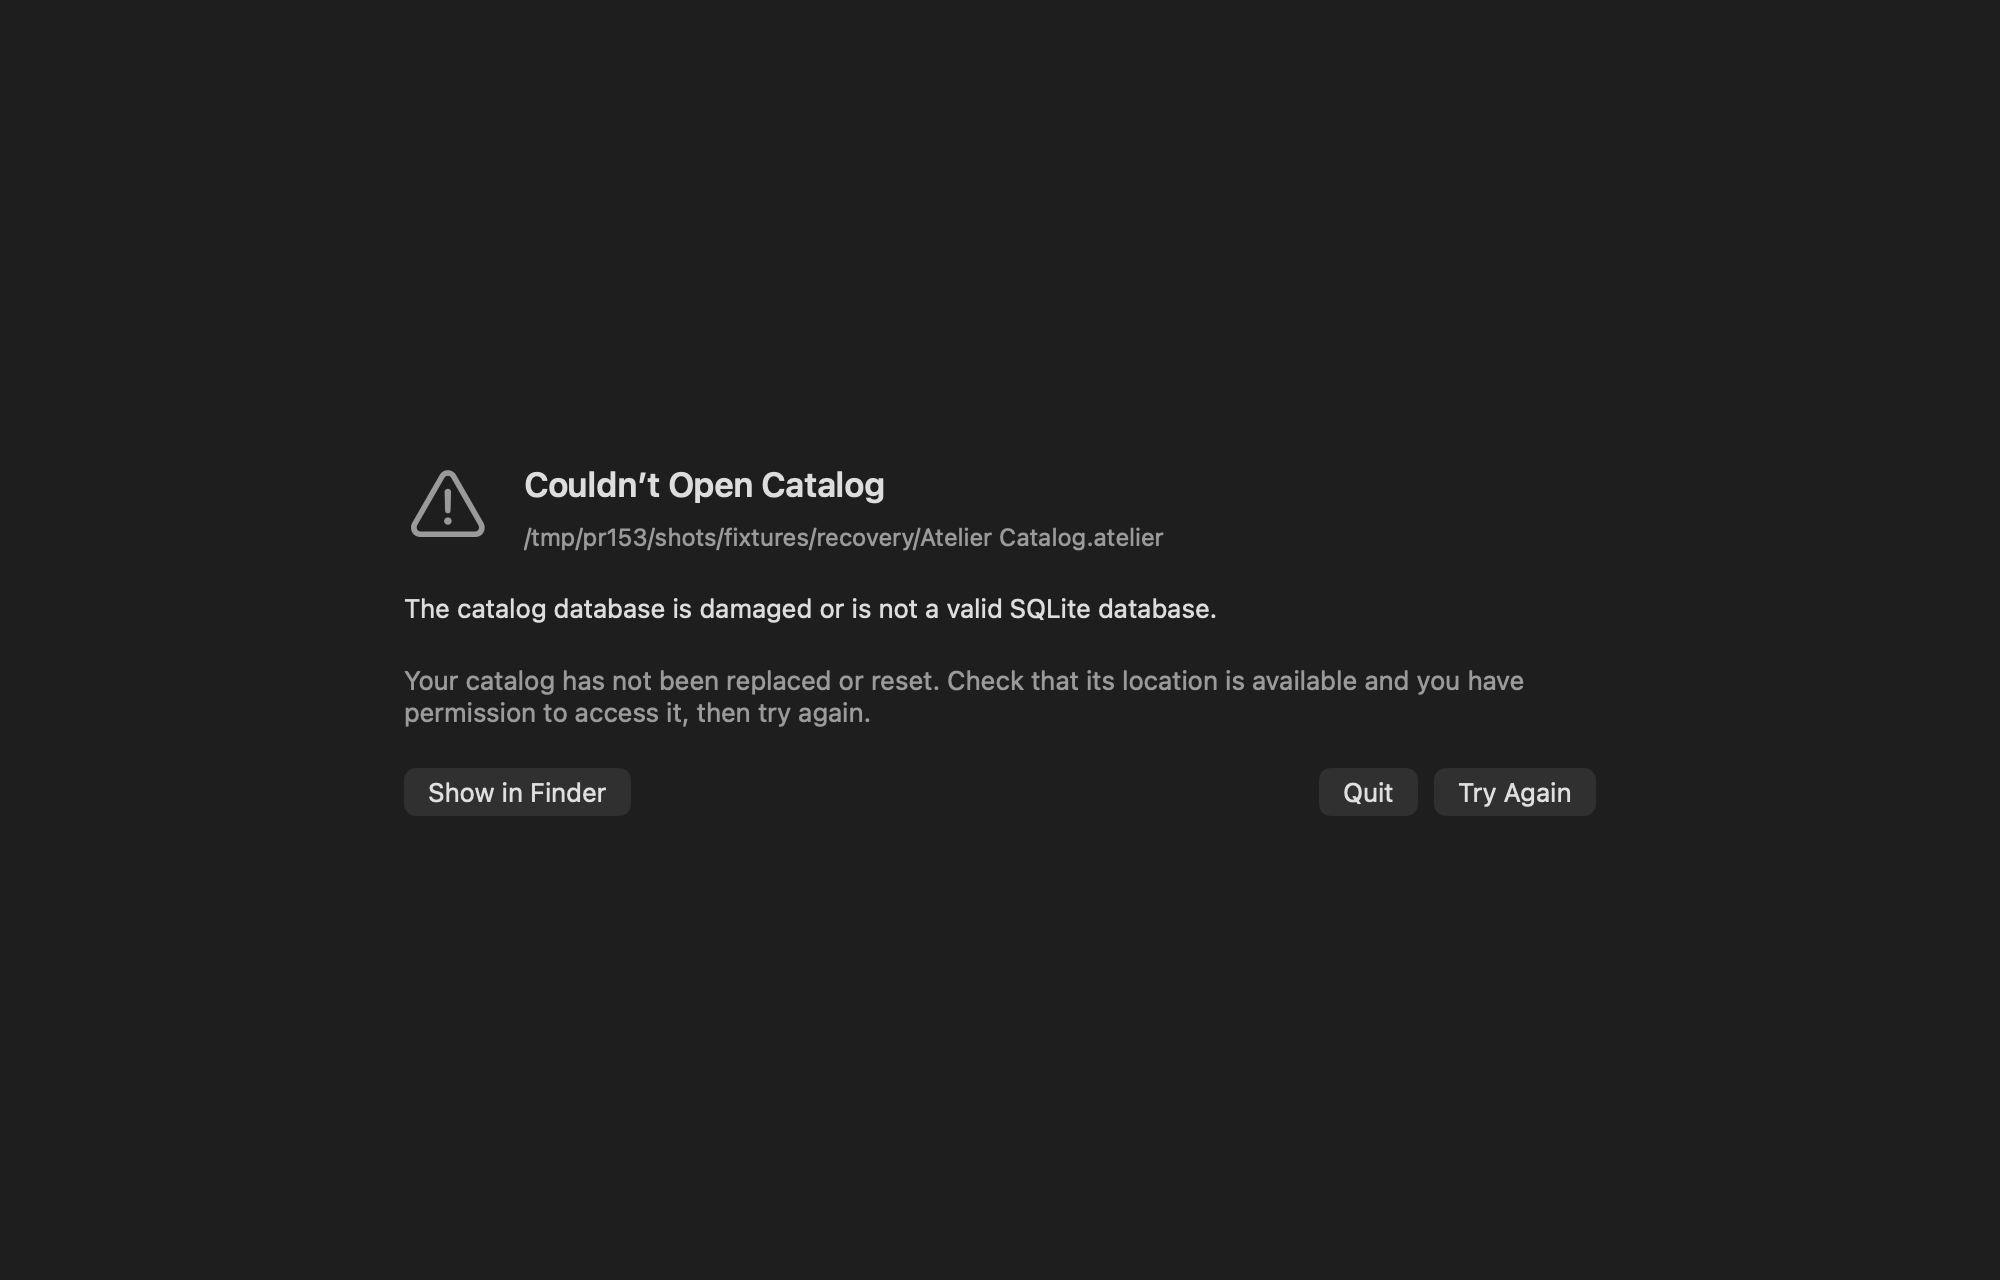 Couldn’t Open Catalog
/tmp/pr153/shots/fixtures/recovery/Atelier Catalog.atelier
The catalog database is damaged or is not a valid SQLite database.
Your catalog has not been replaced or reset. Check that its location is available and you have
permission to access it, then try again.
Show in Finder
Quit
Try Again